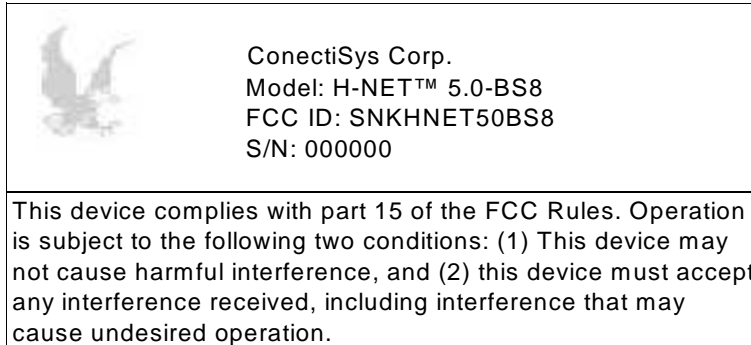 ConectiSys Corp.
Model: H-NET™ 5.0-BS8
FCC ID: SNKHNET50BS8
S/N: 000000
This device complies with part 15 of the FCC Rules. Operation
is subject to the following two conditions: (1) This device may
not cause harmful interference, and (2) this device must accept
any interference received, including interference that may
cause undesired operation.